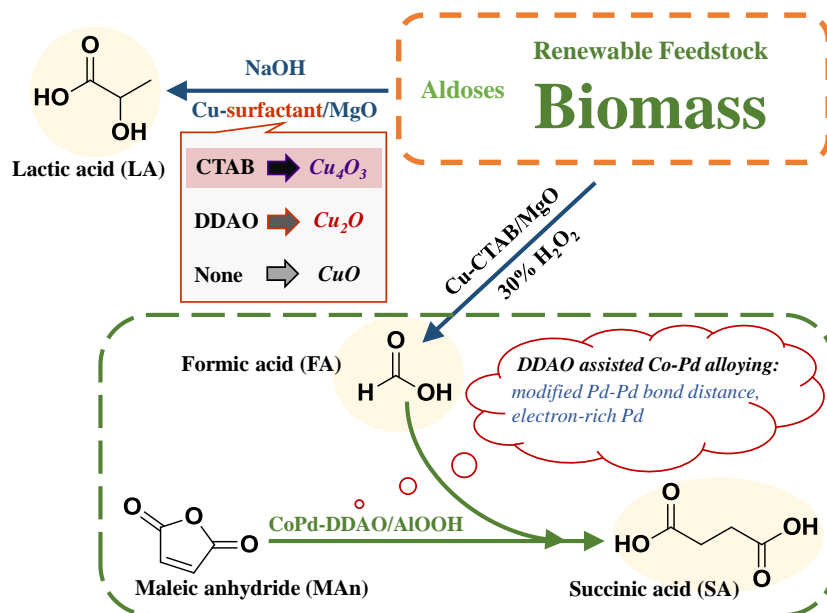 Renewable Feedstock
Aldoses
Biomass
NaOH
Cu-surfactant/MgO
O
HO
OH
Lactic acid (LA)
CTAB Cu₄O₃
DDAO Cu₂O
None CuO
Cu-CTAB/MgO
30% H₂O₂
Formic acid (FA)
O
H OH
DDAO assisted Co-Pd alloying:
modified Pd-Pd bond distance,
electron-rich Pd
O O O
CoPd-DDAO/AlOOH
Maleic anhydride (MAn)
O
HO
OH
O
Succinic acid (SA)